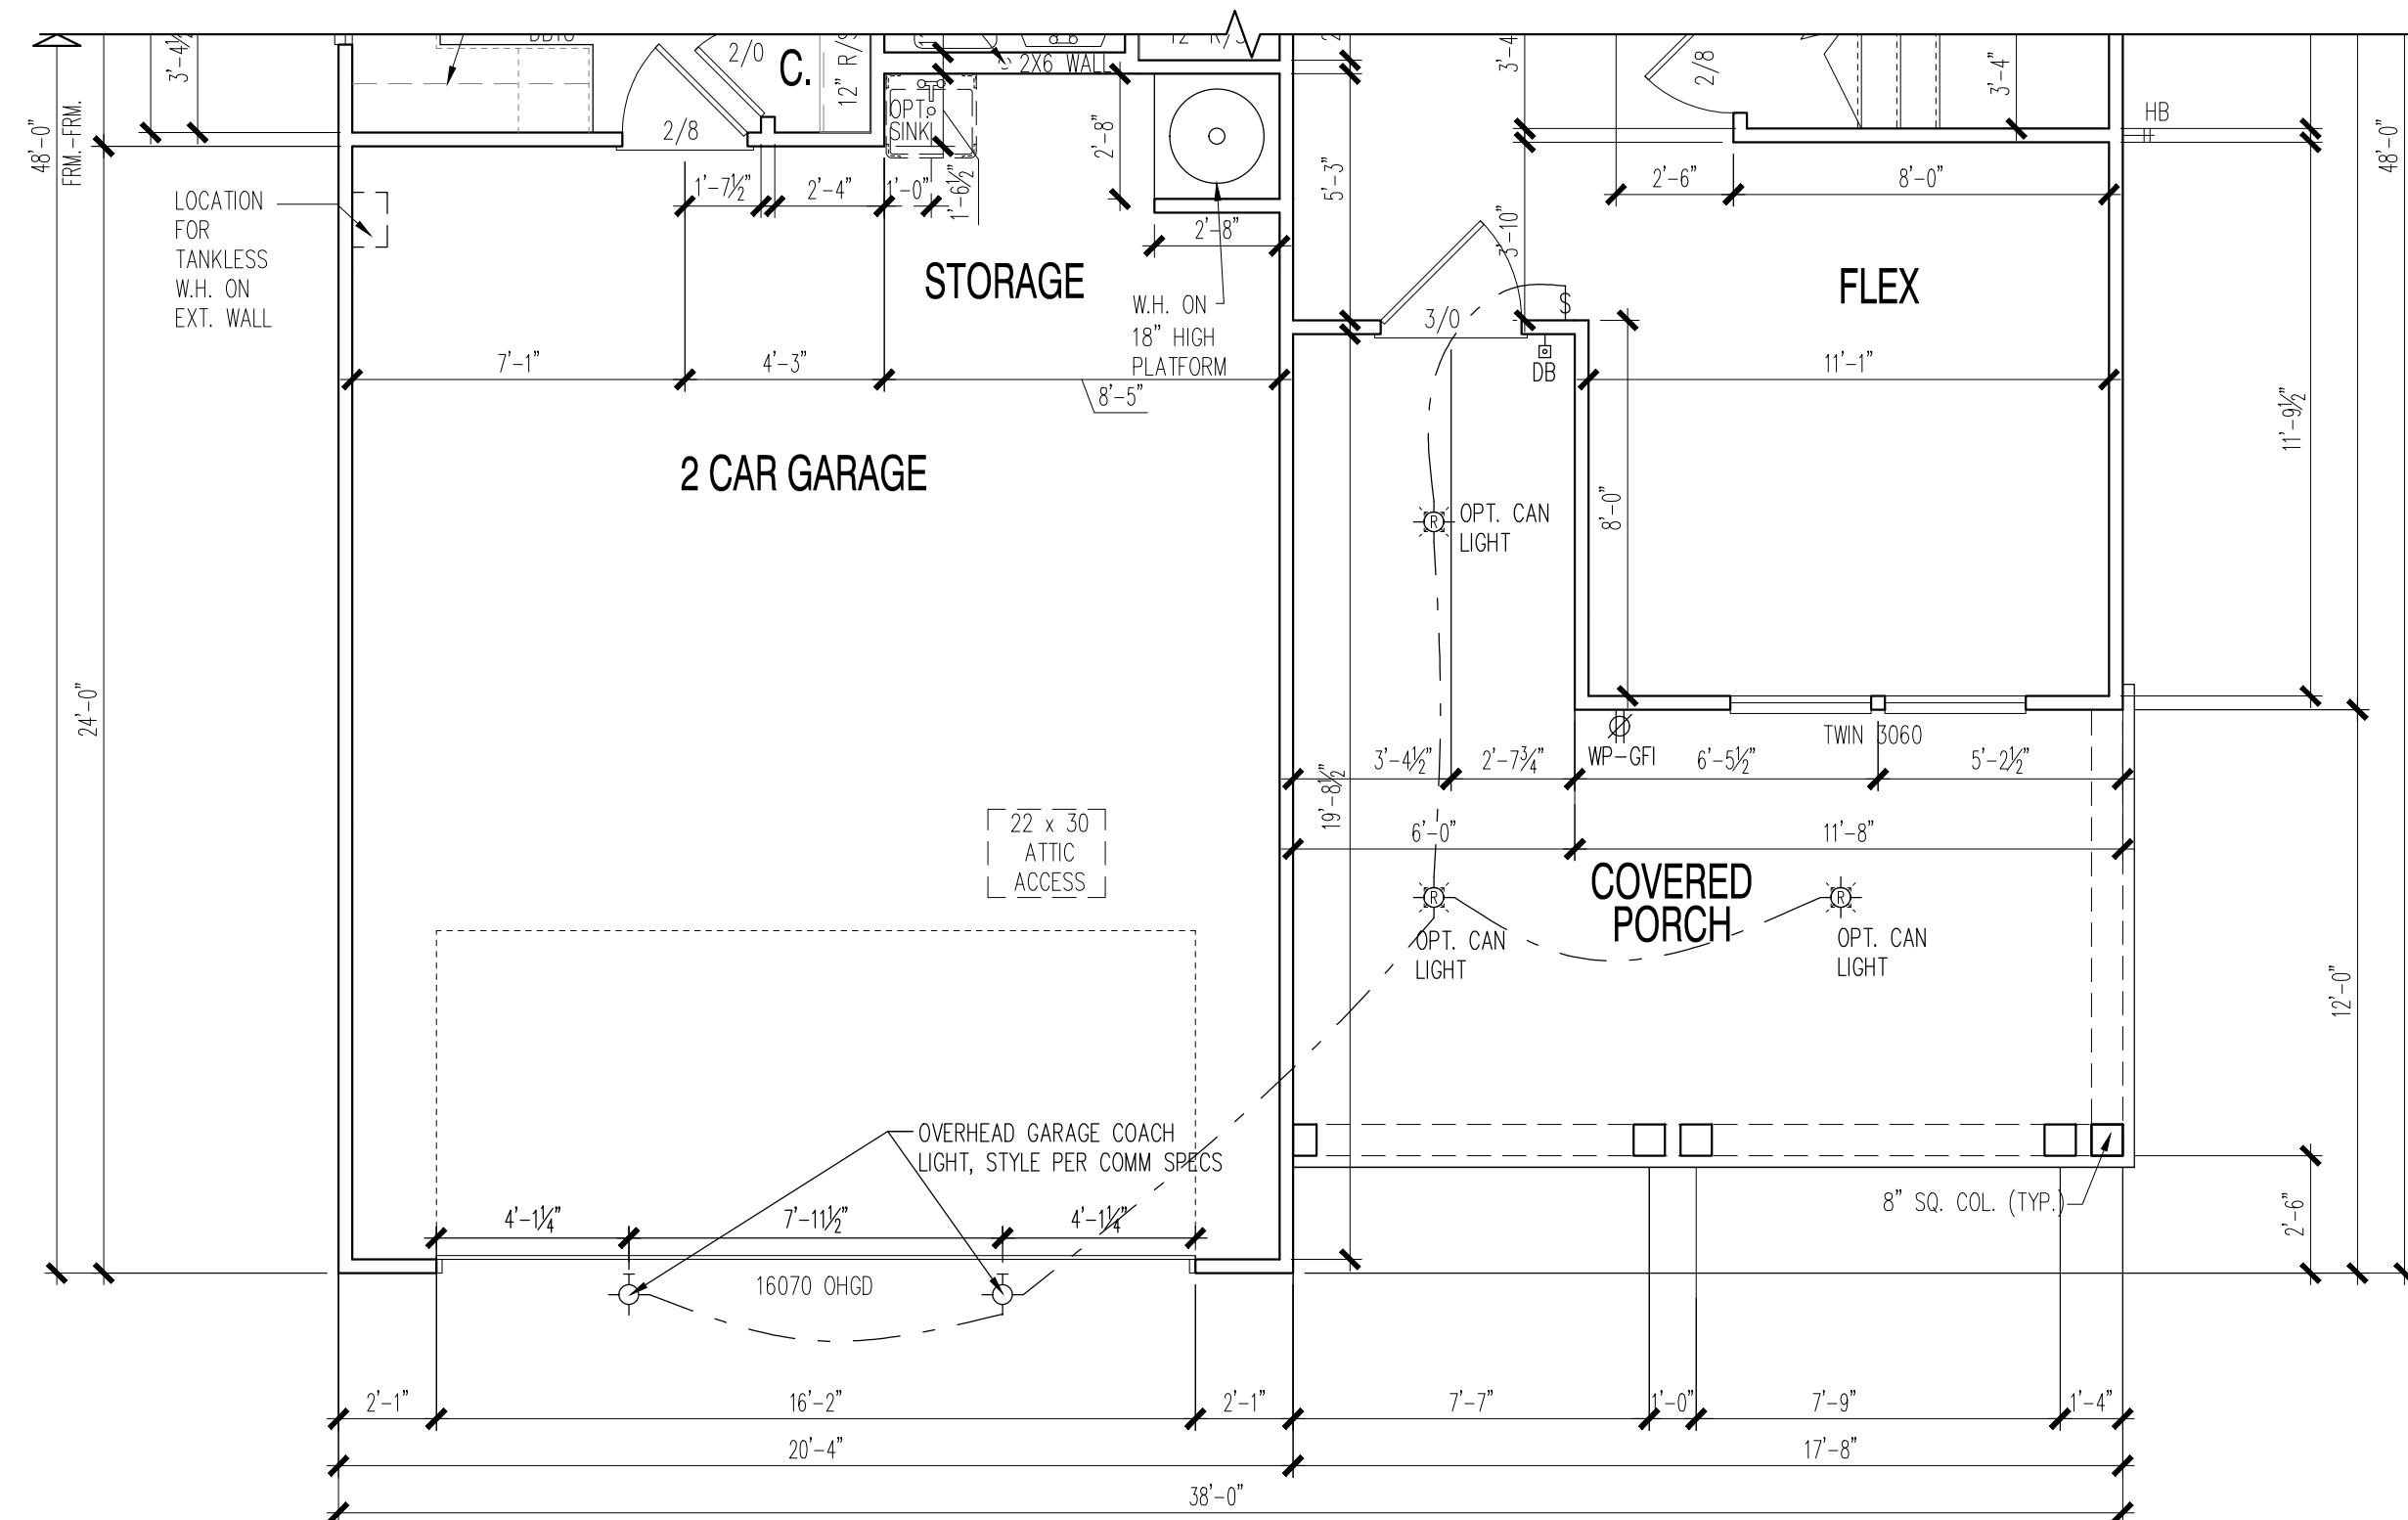 2/0
C.
12" R/S
2X6 WALL
3'-4½"
3'-4"
2/8
3'-4"
HB
48'-0"
FRM.-FRM.
48'-0"
2/8
OPT.
SINK
2'-8"
5'-3"
2'-6"
8'-0"
1'-7½"
2'-4"
1'-0"
1'-6½"
LOCATION
FOR
TANKLESS
W.H. ON
EXT. WALL
2'-8"
3'-10"
STORAGE
FLEX
W.H. ON
18" HIGH
PLATFORM
3/0
S
DB
7'-1"
4'-3"
8'-5"
11'-1"
11'-9½"
2 CAR GARAGE
8'-0"
OPT. CAN
LIGHT
24'-0"
TWIN 3060
WP-GFI
3'-4½"
2'-7¾"
6'-5½"
5'-2½"
19'-8½"
22 x 30
ATTIC
ACCESS
6'-0"
11'-8"
COVERED
PORCH
OPT. CAN
LIGHT
OPT. CAN
LIGHT
12'-0"
OVERHEAD GARAGE COACH
LIGHT, STYLE PER COMM SPECS
8" SQ. COL. (TYP.)
2'-6"
4'-1¼"
7'-11½"
4'-1¼"
16070 OHGD
2'-1"
16'-2"
2'-1"
7'-7"
1'-0"
7'-9"
1'-4"
20'-4"
17'-8"
38'-0"